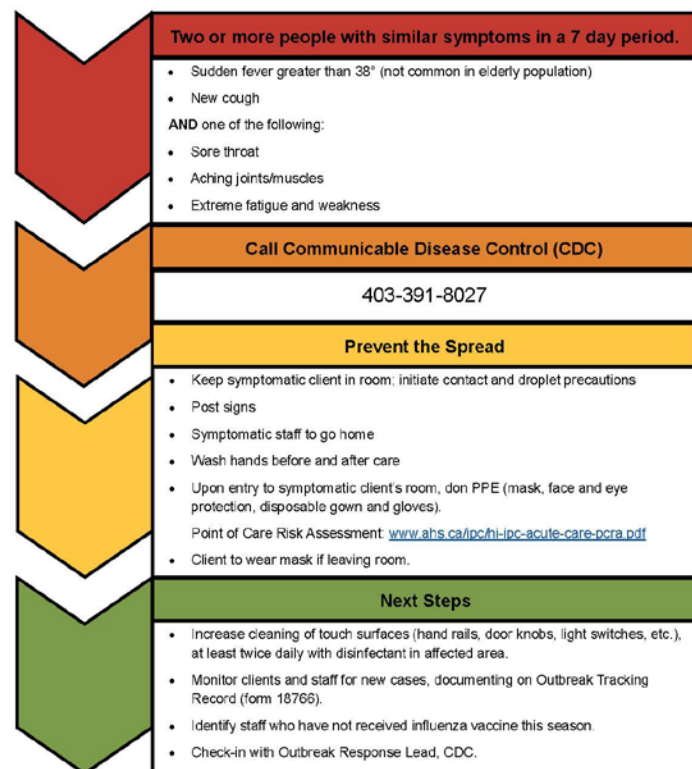 Two or more people with similar symptoms in a 7 day period.
• Sudden fever greater than 38° (not common in elderly population)
• New cough
AND one of the following:
• Sore throat
• Aching joints/muscles
• Extreme fatigue and weakness
Call Communicable Disease Control (CDC)
403-391-8027
Prevent the Spread
• Keep symptomatic client in room; initiate contact and droplet precautions
• Post signs
• Symptomatic staff to go home
• Wash hands before and after care
• Upon entry to symptomatic client's room, don PPE (mask, face and eye
protection, disposable gown and gloves).
Point of Care Risk Assessment: www.ahs.ca/ipc/hi-ipc-acute-care-pcra.pdf
• Client to wear mask if leaving room.
Next Steps
• Increase cleaning of touch surfaces (hand rails, door knobs, light switches, etc.),
at least twice daily with disinfectant in affected area.
• Monitor clients and staff for new cases, documenting on Outbreak Tracking
Record (form 18766).
• Identify staff who have not received influenza vaccine this season.
• Check-in with Outbreak Response Lead, CDC.